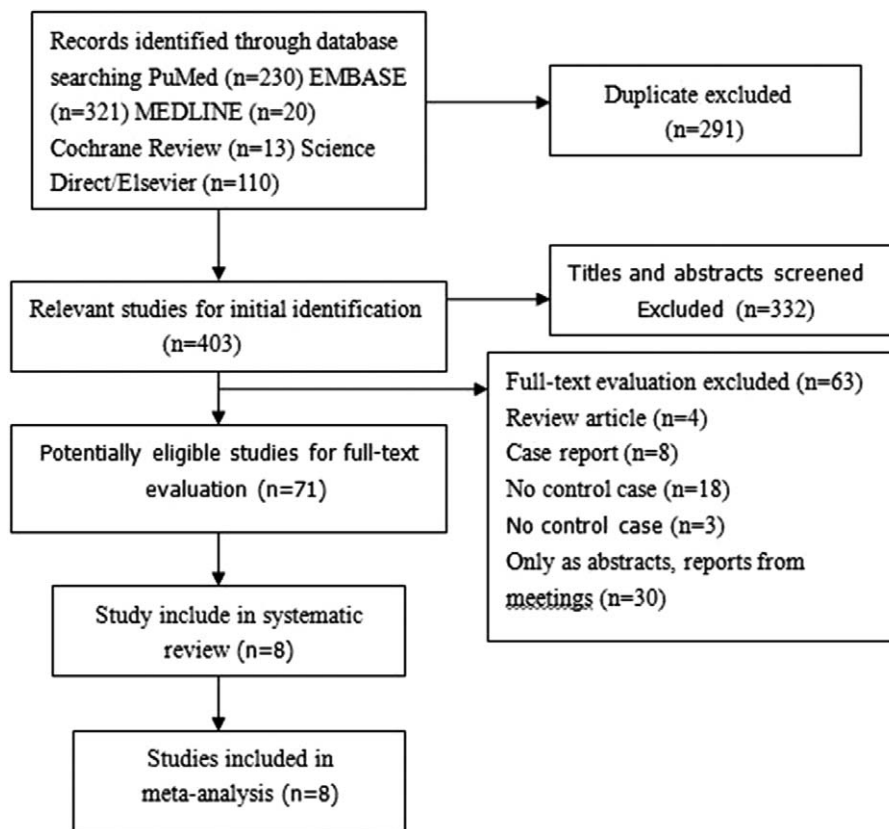 Records identified through database
searching PuMed (n=230) EMBASE
(n=321) MEDLINE (n=20)
Cochrane Review (n=13) Science
Direct/Elsevier (n=110)
Duplicate excluded
(n=291)
Relevant studies for initial identification
(n=403)
Titles and abstracts screened
Excluded (n=332)
Full-text evaluation excluded (n=63)
Review article (n=4)
Case report (n=8)
No control case (n=18)
No control case (n=3)
Only as abstracts, reports from
meetings (n=30)
Potentially eligible studies for full-text
evaluation (n=71)
Study include in systematic
review (n=8)
Studies included in
meta-analysis (n=8)